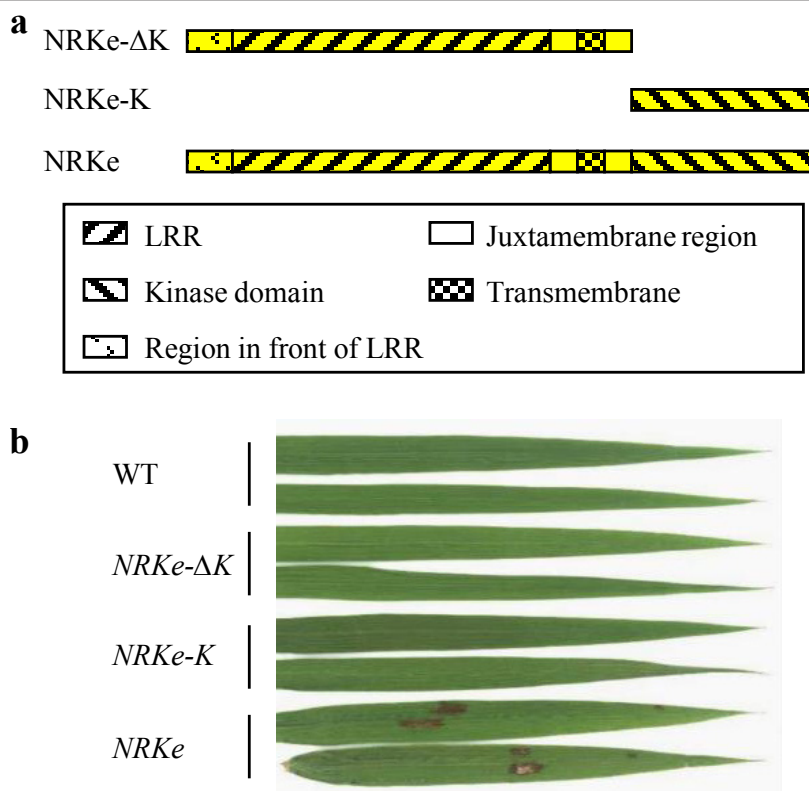 a
NRKe-ΔK
NRKe-K
NRKe
LRR
Juxtamembrane region
Kinase domain
Transmembrane
Region in front of LRR
b
WT
NRKe-ΔK
NRKe-K
NRKe